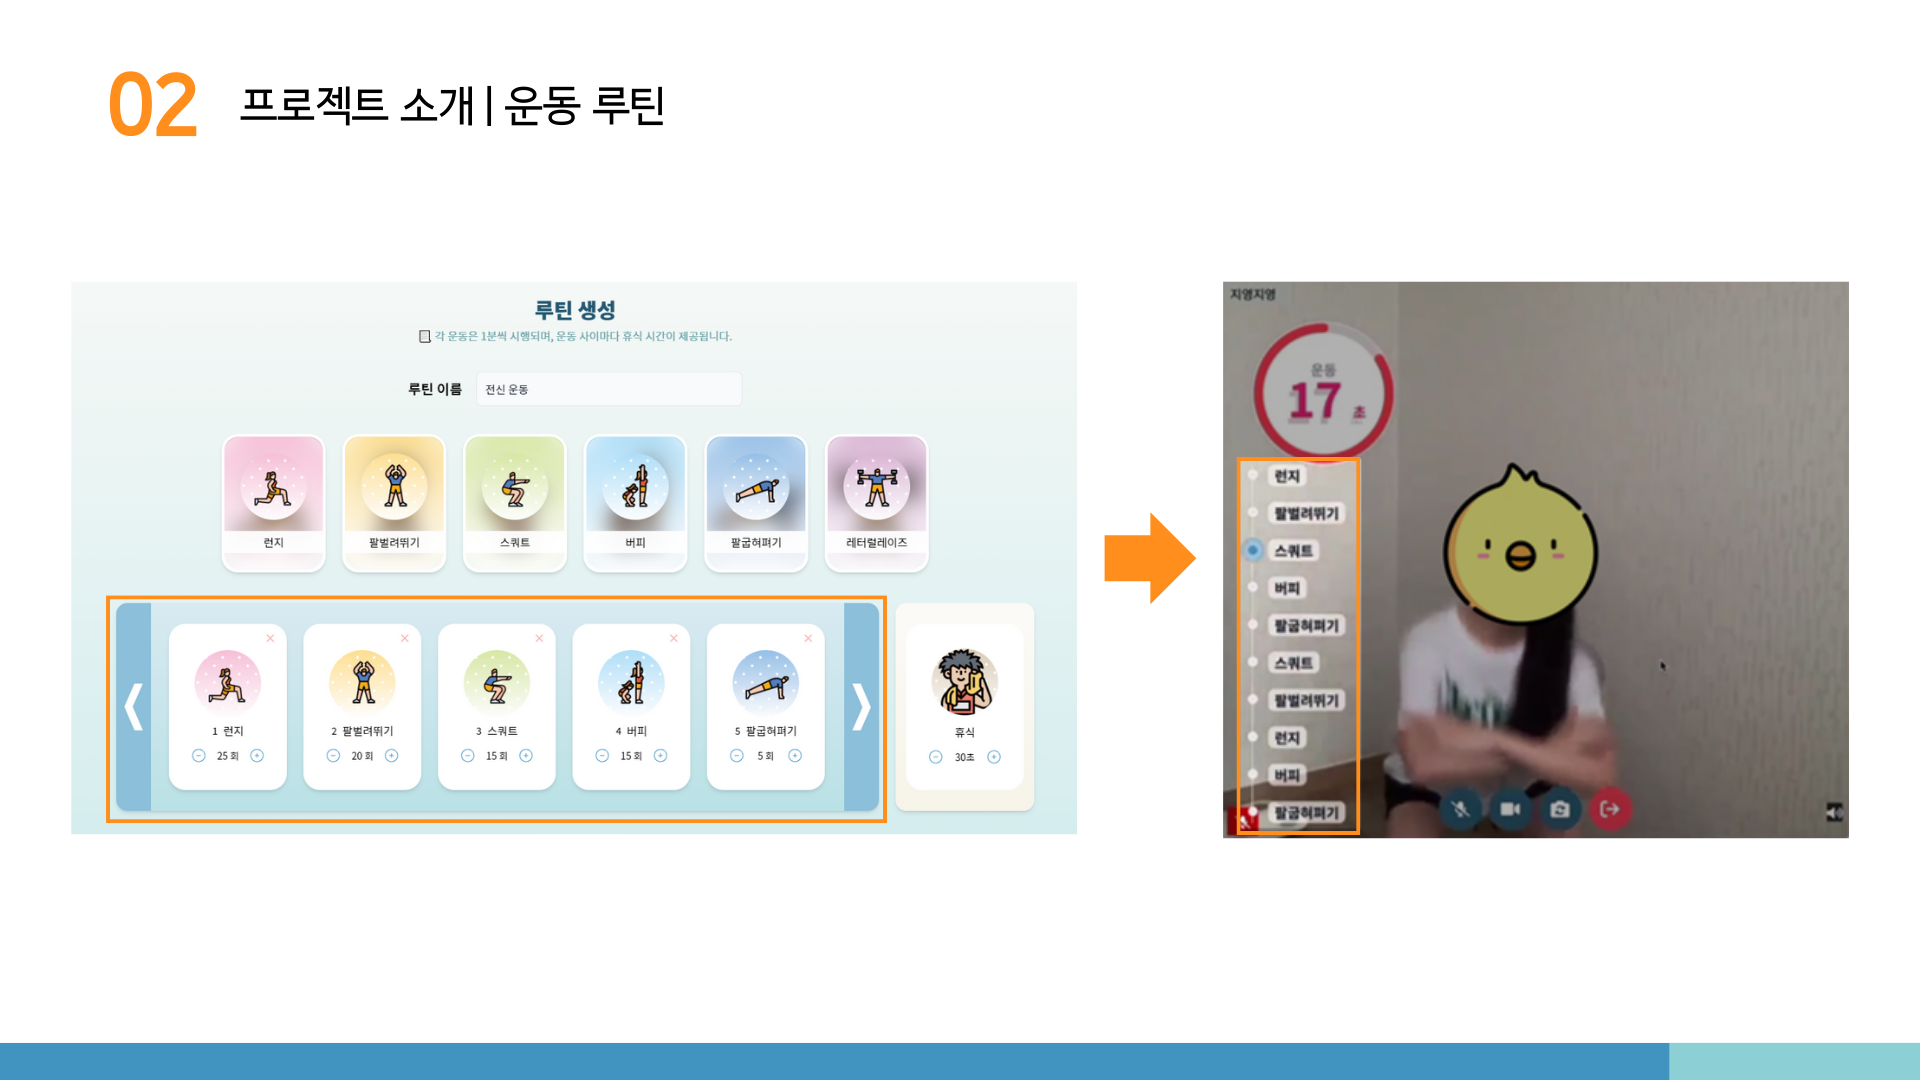 02 프로젝트 소개 | 운동 루틴
루틴 생성
각 운동은 1분씩 시행되며, 운동 사이마다 휴식 시간이 제공됩니다.
루틴 이름 전신 운동
런지 팔벌려뛰기 스쿼트 버피 팔굽혀펴기 레터럴레이즈
1 런지 2 팔벌려뛰기 3 스쿼트 4 버피 5 팔굽혀펴기 휴식
25 회 20 회 15 회 15 회 5 회 30초
지영지영
운동
17 초
런지
팔벌려뛰기
스쿼트
버피
팔굽혀펴기
스쿼트
팔벌려뛰기
런지
버피
팔굽혀펴기